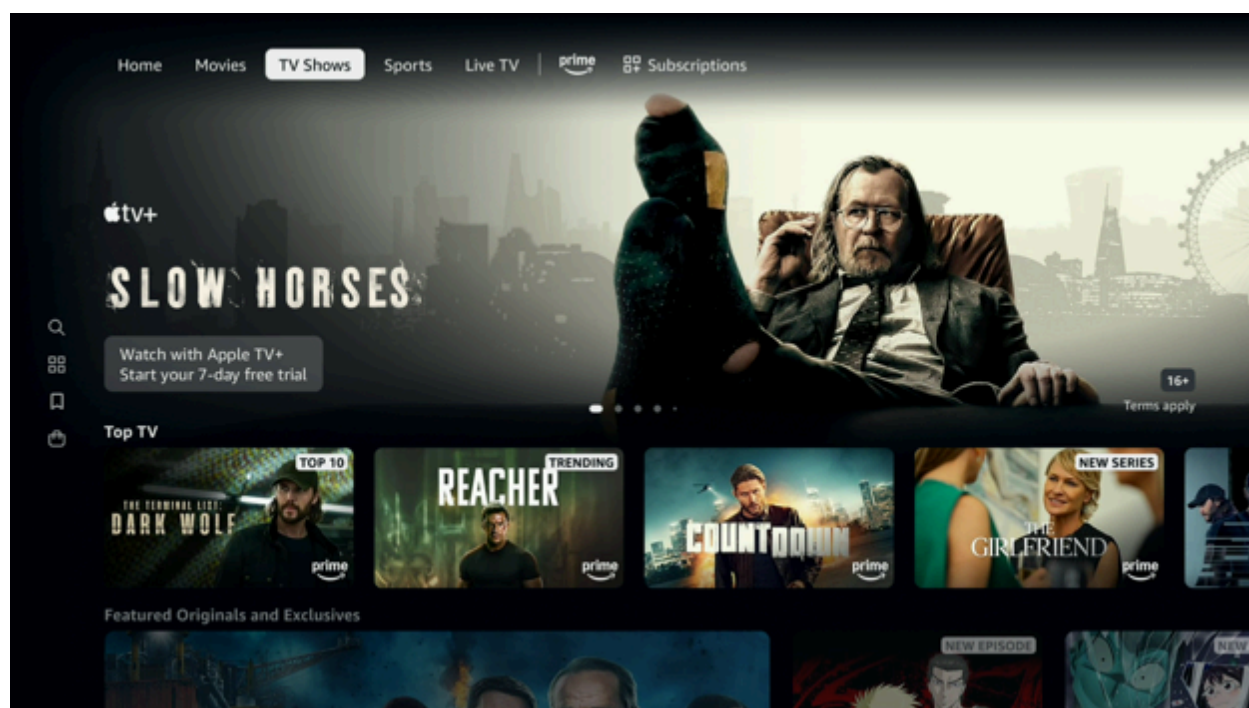 Home Movies TV Shows Sports Live TV prime Subscriptions
tv+
SLOW HORSES
Watch with Apple TV+
Start your 7-day free trial
16+
Terms apply
Top TV
TOP 10
THE TERMINAL LIST:
DARK WOLF
prime
TRENDING
REACHER
prime
COUNTDOWN
prime
NEW SERIES
THE
GIRLFRIEND
prime
Featured Originals and Exclusives
NEW EPISODE
NEW